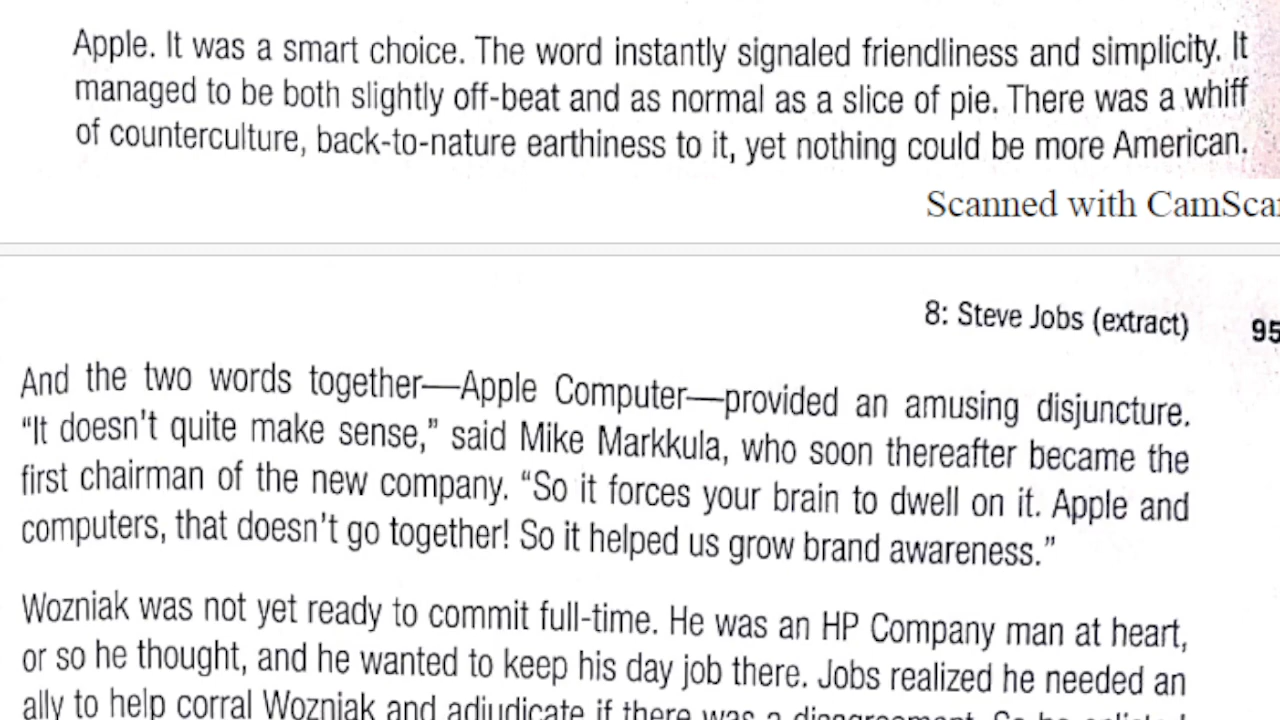 Apple. It was a smart choice. The word instantly signaled friendliness and simplicity. It
managed to be both slightly off-beat and as normal as a slice of pie. There was a whiff
of counterculture, back-to-nature earthiness to it, yet nothing could be more American.
Scanned with
8: Steve Jobs (extract) 95
And the two words together—Apple Computer—provided an amusing disjuncture.
“It doesn't quite make sense,” said Mike Markkula, who soon thereafter became the
first chairman of the new company. “So it forces your brain to dwell on it. Apple and
computers, that doesn't go together! So it helped us grow brand awareness.”
Wozniak was not yet ready to commit full-time. He was an HP Company man at heart,
or so he thought, and he wanted to keep his day job there. Jobs realized he needed an
ally to help corral Wozniak and adjudicate if there was a disagreement. So he enlisted